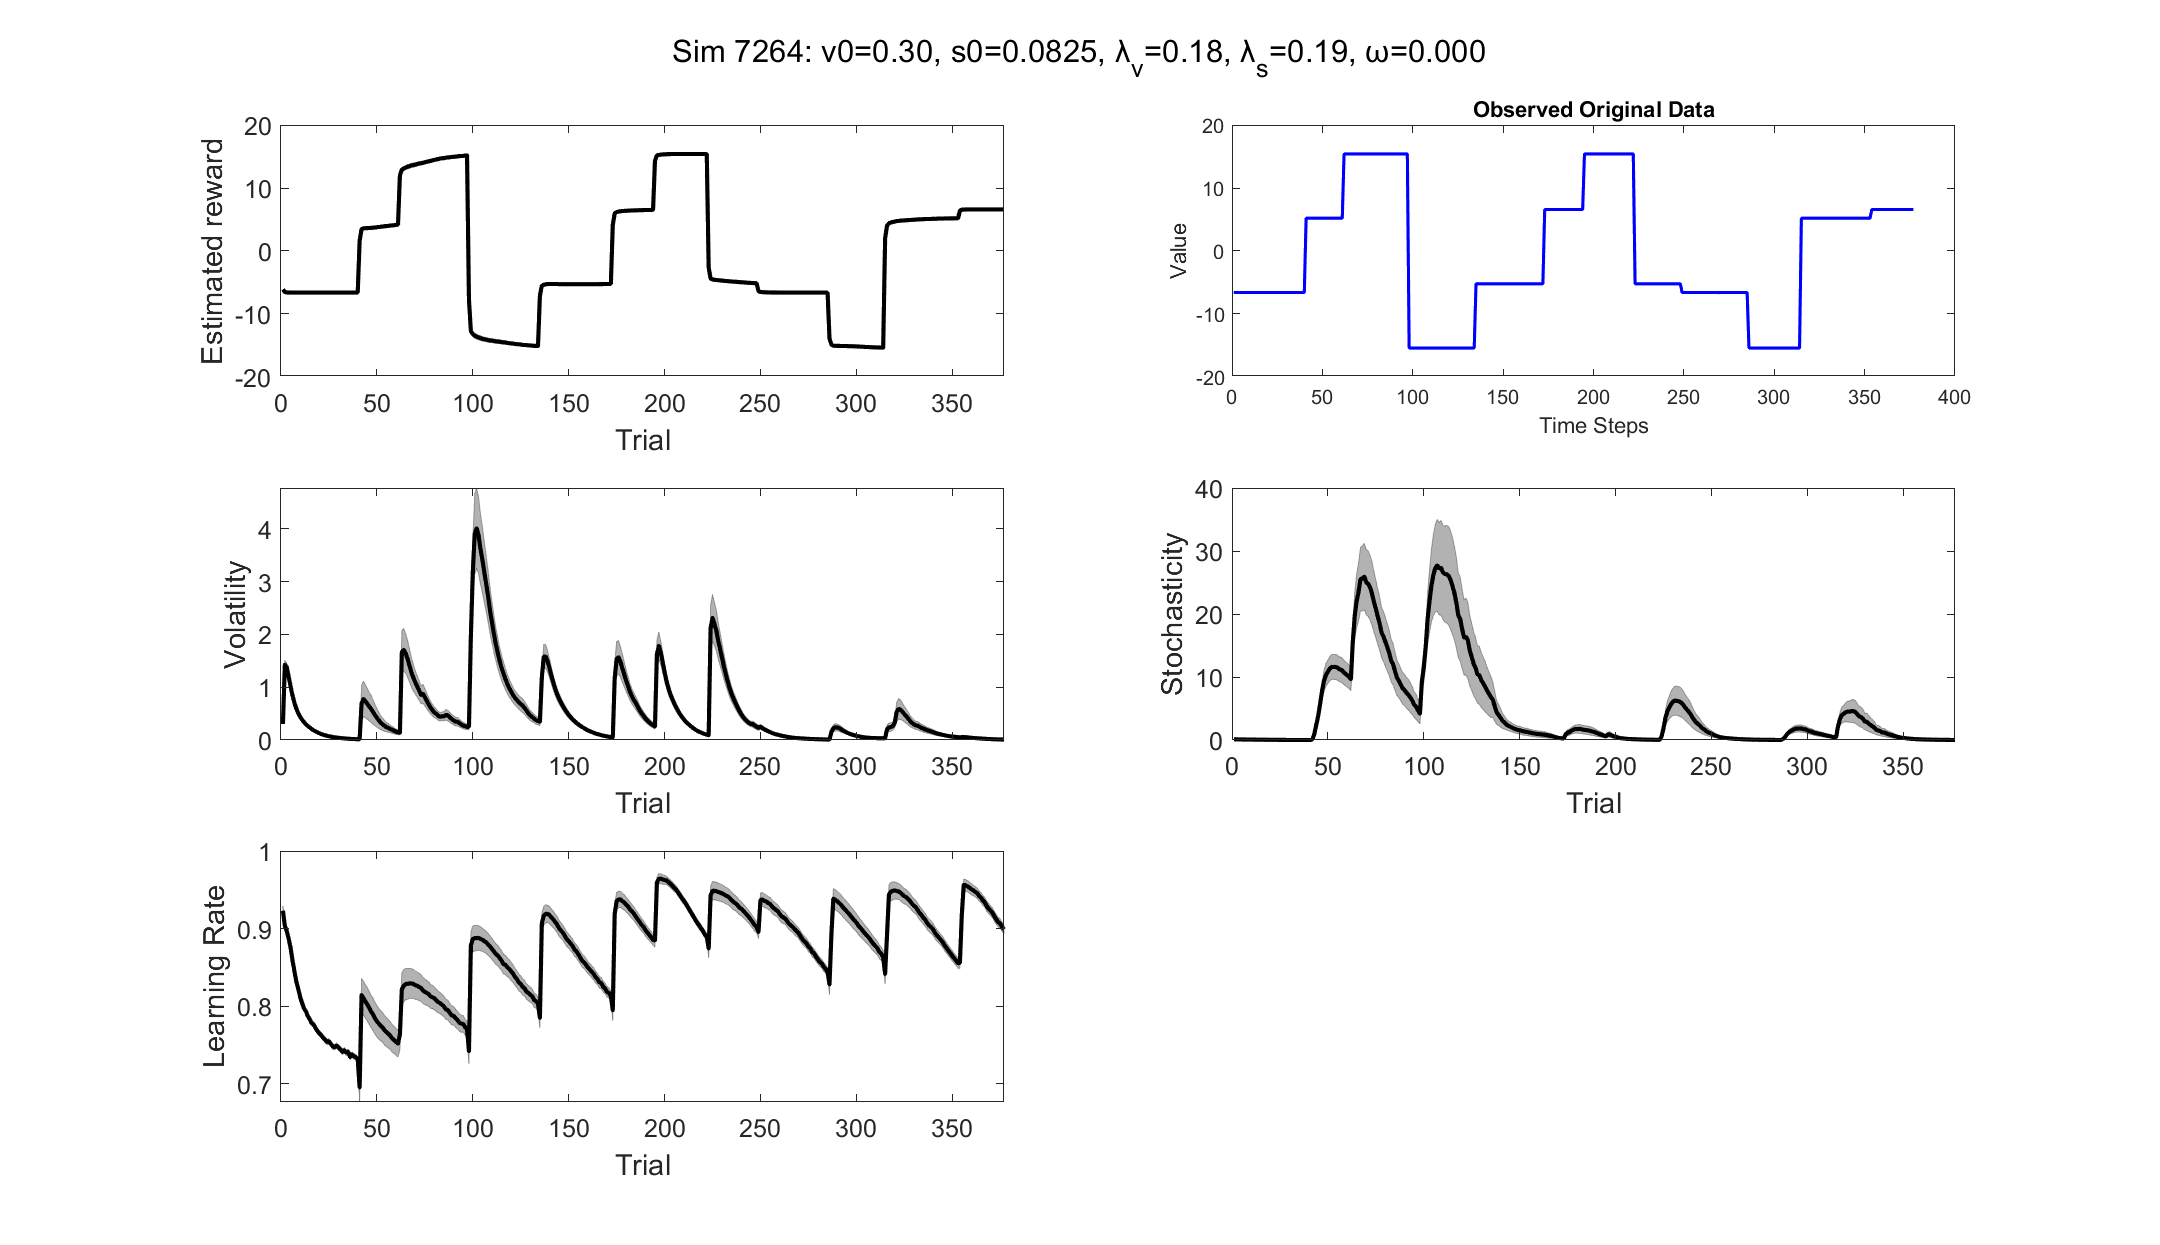 Sim 7264: v0=0.30, s0=0.0825, λv=0.18, λs=0.19, ω=0.000
Estimated reward
20
10
0
-10
-20
0 50 100 150 200 250 300 350
Trial
Observed Original Data
Value
20
10
0
-10
-20
0 50 100 150 200 250 300 350 400
Time Steps
Volatility
4
3
2
1
0
0 50 100 150 200 250 300 350
Trial
Stochasticity
40
30
20
10
0
0 50 100 150 200 250 300 350
Trial
Learning Rate
1
0.9
0.8
0.7
0 50 100 150 200 250 300 350
Trial